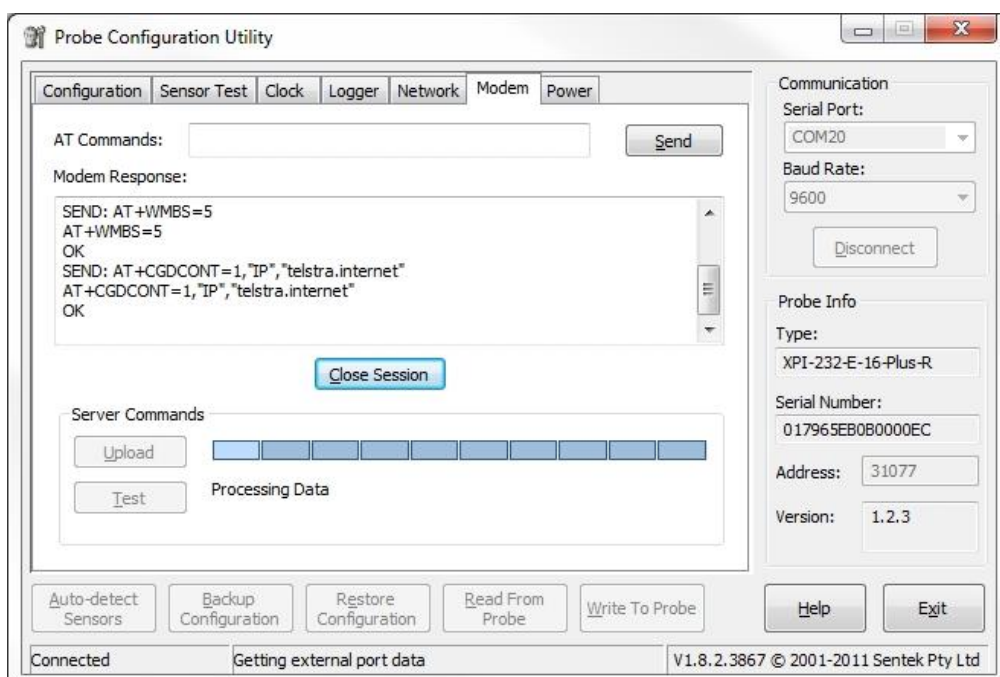 Probe Configuration Utility
Configuration Sensor Test Clock Logger Network Modem Power
AT Commands:
Send
Modem Response:
SEND: AT+WMBS=5
AT+WMBS=5
OK
SEND: AT+CGDCONT=1,"IP","telstra.internet"
AT+CGDCONT=1,"IP","telstra.internet"
OK
Close Session
Server Commands
Upload
Test
Processing Data
Communication
Serial Port:
COM20
Baud Rate:
9600
Disconnect
Probe Info
Type:
XPI-232-E-16-Plus-R
Serial Number:
017965EB0B0000EC
Address: 31077
Version: 1.2.3
Auto-detect
Sensors
Backup
Configuration
Restore
Configuration
Read From
Probe
Write To Probe
Help
Exit
Connected
Getting external port data
V1.8.2.3867 © 2001-2011 Sentek Pty Ltd